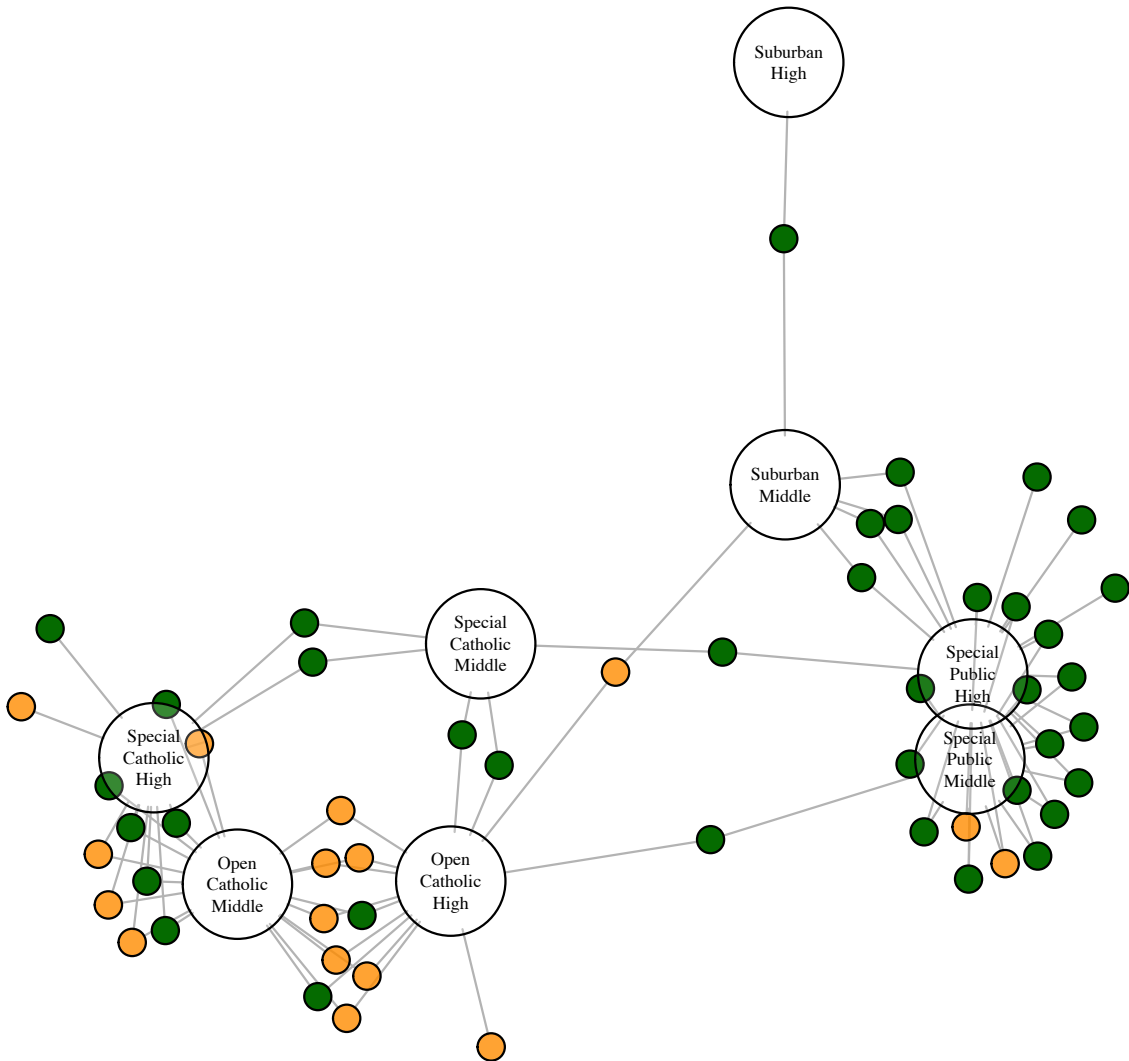 Suburban
High
Suburban
Middle
Special
Catholic
Middle
Special
Public
High
Special
Catholic
High
Special
Public
Middle
Open
Catholic
Middle
Open
Catholic
High